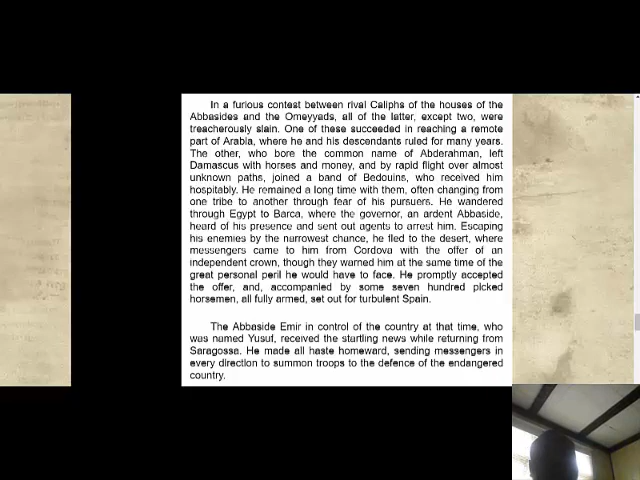 In a furious contest between rival Caliphs of the houses of the
Abbasides and the Omeyyads, all of the latter, except two, were
treacherously slain. One of these succeeded in reaching a remote
part of Arabia, where he and his descendants ruled for many years.
The other, who bore the common name of Abderahman, left
Damascus with horses and money, and by rapid flight over almost
unknown paths, joined a band of Bedouins, who received him
hospitably. He remained a long time with them, often changing from
one tribe to another through fear of his pursuers. He wandered
through Egypt to Barca, where the governor, an ardent Abbaside,
heard of his presence and sent out agents to arrest him. Escaping
his enemies by the narrowest chance, he fled to the desert, where
messengers came to him from Cordova with the offer of an
independent crown, though they warned him at the same time of the
great personal peril he would have to face. He promptly accepted
the offer, and, accompanied by some seven hundred picked
horsemen, all fully armed, set out for turbulent Spain.
The Abbaside Emir in control of the country at that time, who
was named Yusuf, received the startling news while returning from
Saragossa. He made all haste homeward, sending messengers in
every direction to summon troops to the defence of the endangered
country.